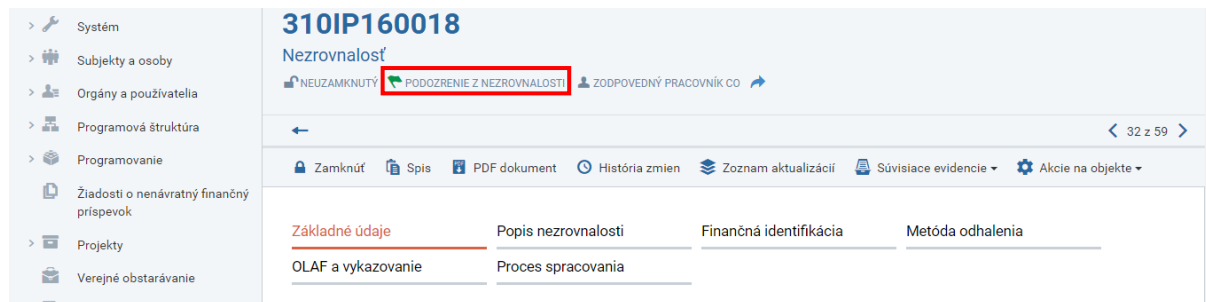 Systém
Subjekty a osoby
Orgány a používatelia
Programová štruktúra
Programovanie
Žiadosti o nenávratný finančný
príspevok
Projekty
Verejné obstarávanie
310IP160018
Nezrovnalosť
NEUZAMKNUTÝ PODOZRENIE Z NEZROVNALOSTI ZODPOVEDNÝ PRACOVNÍK CO
32 z 59
Zamknúť Spis PDF dokument História zmien Zoznam aktualizácií Súvisiace evidencie Akcie na objekte
Základné údaje Popis nezrovnalosti Finančná identifikácia Metóda odhalenia
OLAF a vykazovanie Proces spracovania